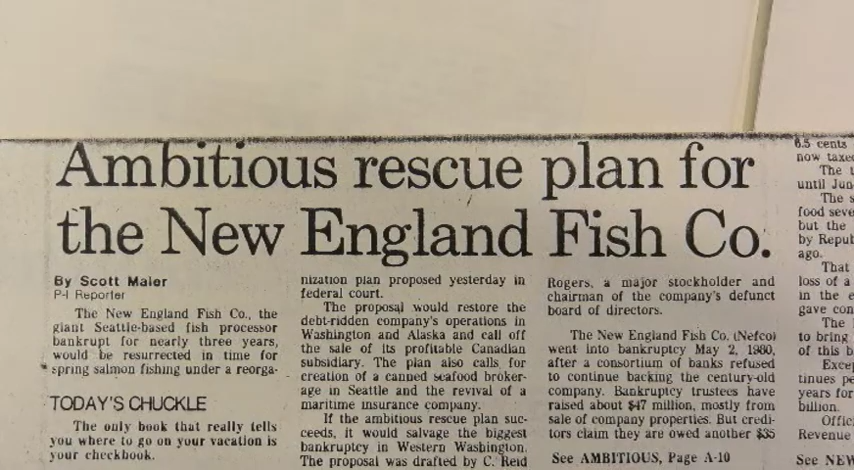 Ambitious rescue plan for
the New England Fish Co.
By Scott Maier
P-I Reporter
The New England Fish Co., the
giant Seattle-based fish processor
bankrupt for nearly three years,
would be resurrected in time for
spring salmon fishing under a reorga-
TODAY'S CHUCKLE
The only book that really tells
you where to go on your vacation is
your checkbook.
nization plan proposed yesterday in
federal court.
The proposal would restore the
debt-ridden company's operations in
Washington and Alaska and call off
the sale of its profitable Canadian
subsidiary. The plan also calls for
creation of a canned seafood broker-
age in Seattle and the revival of a
maritime insurance company.
If the ambitious rescue plan suc-
ceeds, it would salvage the biggest
bankruptcy in Western Washington.
The proposal was drafted by C. Reid
Rogers, a major stockholder and
chairman of the company's defunct
board of directors.
The New England Fish Co. (Nefco)
went into bankruptcy May 2, 1980,
after a consortium of banks refused
to continue backing the century-old
company. Bankruptcy trustees have
raised about $47 million, mostly from
sale of company properties. But credi-
tors claim they are owed another $35
See AMBITIOUS, Page A-10
6.5 cents
now taxe
The t
until Jun
The s
food seve
but the
by Repub
ago.
That
loss of a
in the e
gave con
The
to bring
of this b
Excep
tinues pe
years for
billion.
Offic
Revenue
See NEW